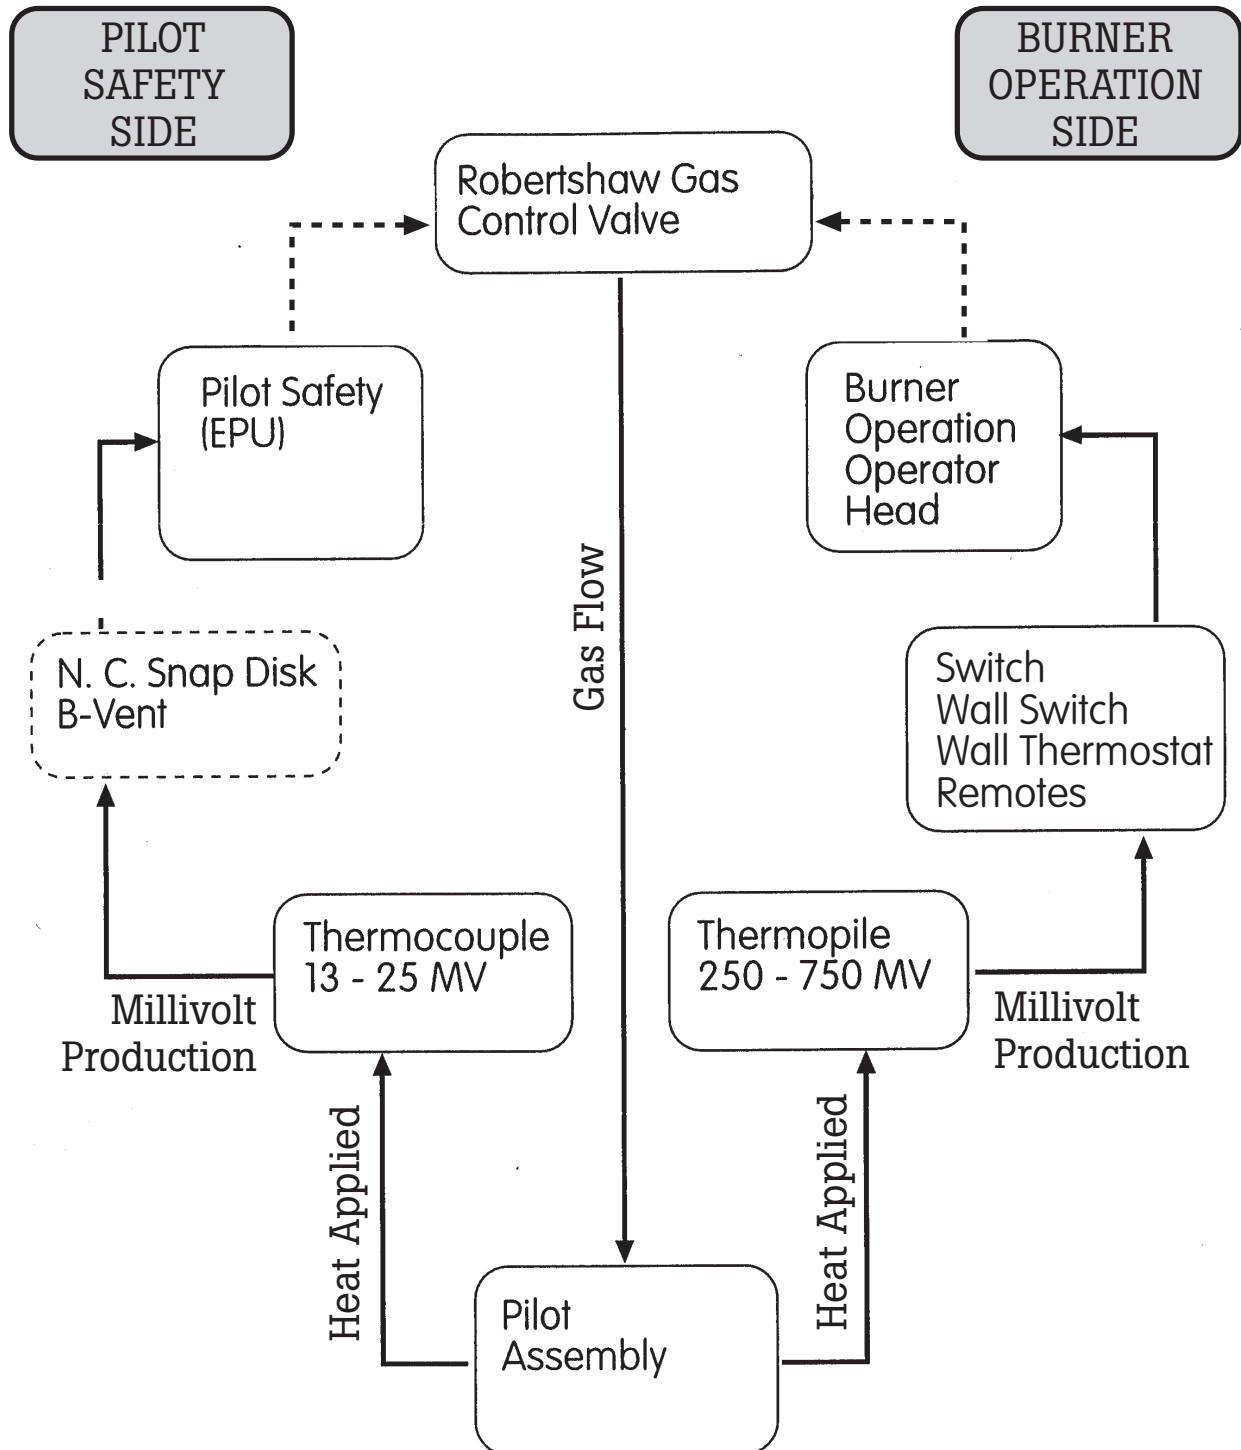 PILOT
SAFETY
SIDE
BURNER
OPERATION
SIDE
Robertshaw Gas
Control Valve
Pilot Safety
(EPU)
Burner
Operation
Operator
Head
Gas Flow
N. C. Snap Disk
B-Vent
Switch
Wall Switch
Wall Thermostat
Remotes
Thermocouple
13 - 25 MV
Thermopile
250 - 750 MV
Millivolt
Production
Millivolt
Production
Heat Applied
Heat Applied
Pilot
Assembly